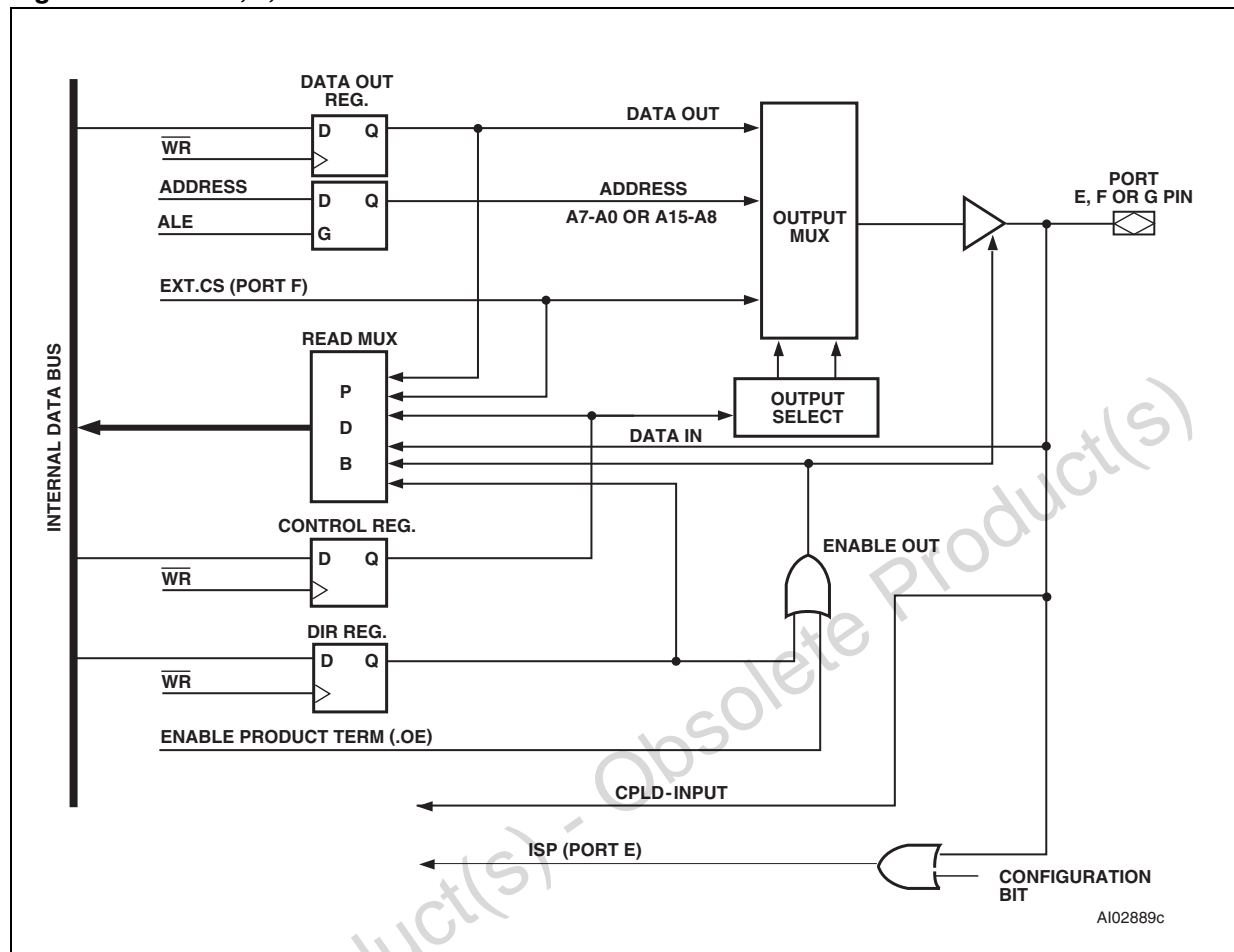 DATA OUT
REG.
D Q
WR
ADDRESS
ALE
D Q
G
DATA OUT
ADDRESS
A7-A0 OR A15-A8
OUTPUT
MUX
PORT
E, F OR G PIN
EXT.CS (PORT F)
READ MUX
P
D
B
OUTPUT
SELECT
DATA IN
INTERNAL DATA BUS
CONTROL REG.
D Q
WR
ENABLE OUT
DIR REG.
D Q
WR
ENABLE PRODUCT TERM (.OE)
CPLD-INPUT
ISP (PORT E)
CONFIGURATION
BIT
AI02889c
uct(s) - Obsolete Product(s)